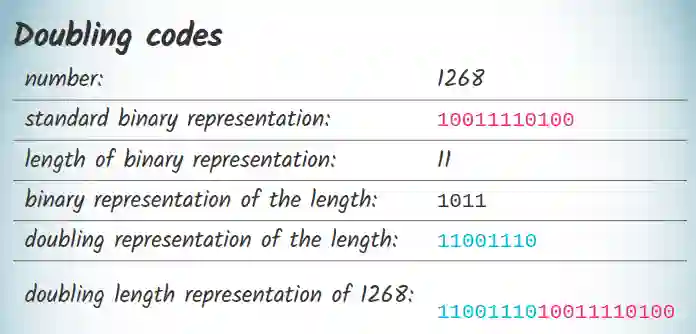 Doubling codes
number: 1268
standard binary representation: 10011110100
length of binary representation: 11
binary representation of the length: 1011
doubling representation of the length: 11001110
doubling length representation of 1268: 1100111010011110100